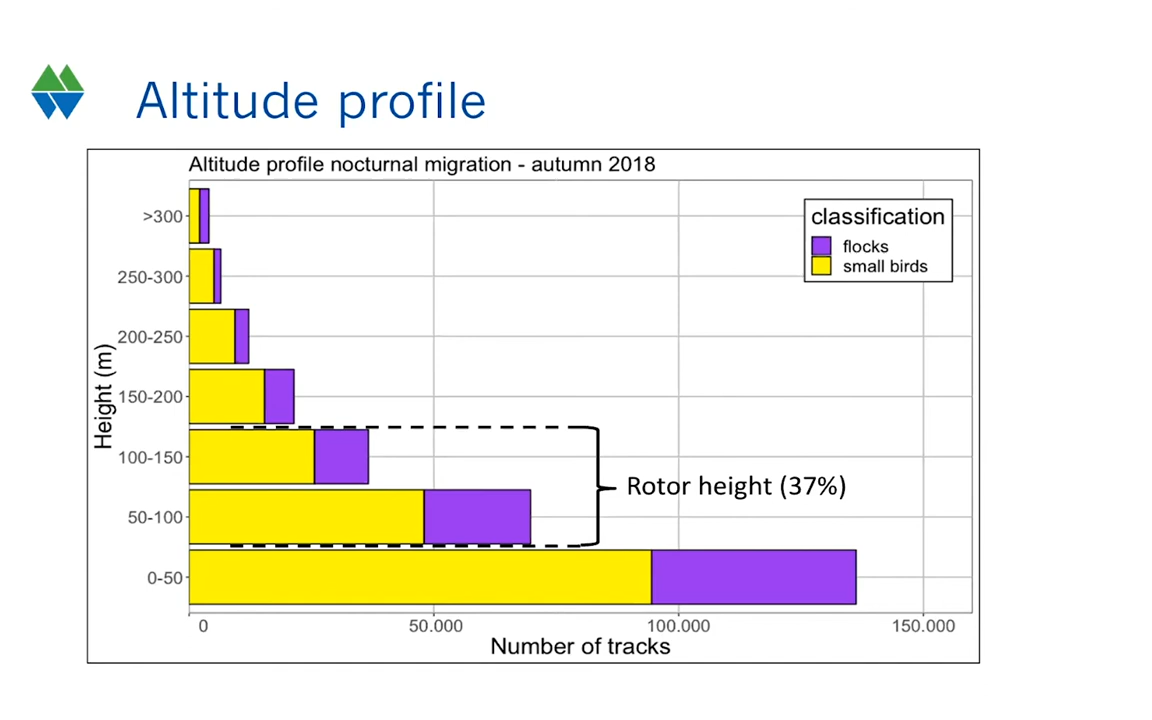 Altitude profile
Altitude profile nocturnal migration - autumn 2018
classification
flocks
small birds
Height (m)
>300
250-300
200-250
150-200
100-150
50-100
0-50
Rotor height (37%)
0
50.000
100.000
150.000
Number of tracks